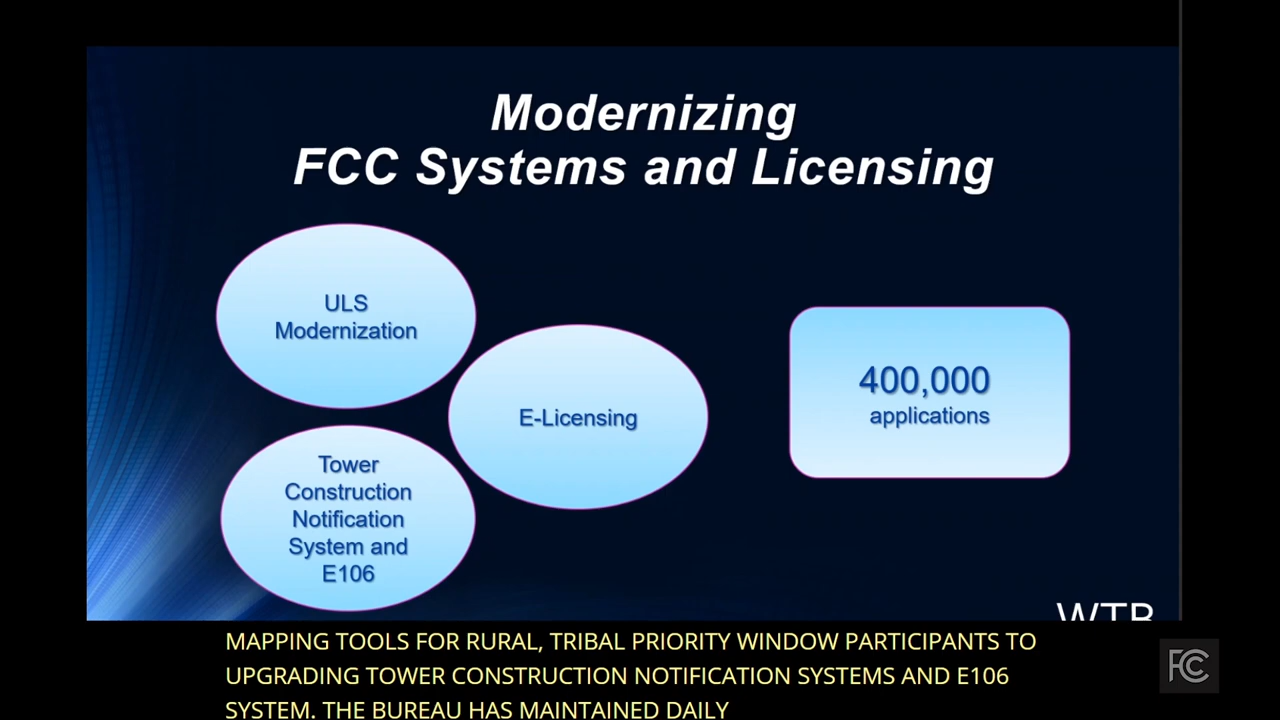 Modernizing
FCC Systems and Licensing
ULS
Modernization
E-Licensing
400,000
applications
Tower
Construction
Notification
System and
E106
WTB
MAPPING TOOLS FOR RURAL, TRIBAL PRIORITY WINDOW PARTICIPANTS TO
UPGRADING TOWER CONSTRUCTION NOTIFICATION SYSTEMS AND E106
SYSTEM. THE BUREAU HAS MAINTAINED DAILY
FCC